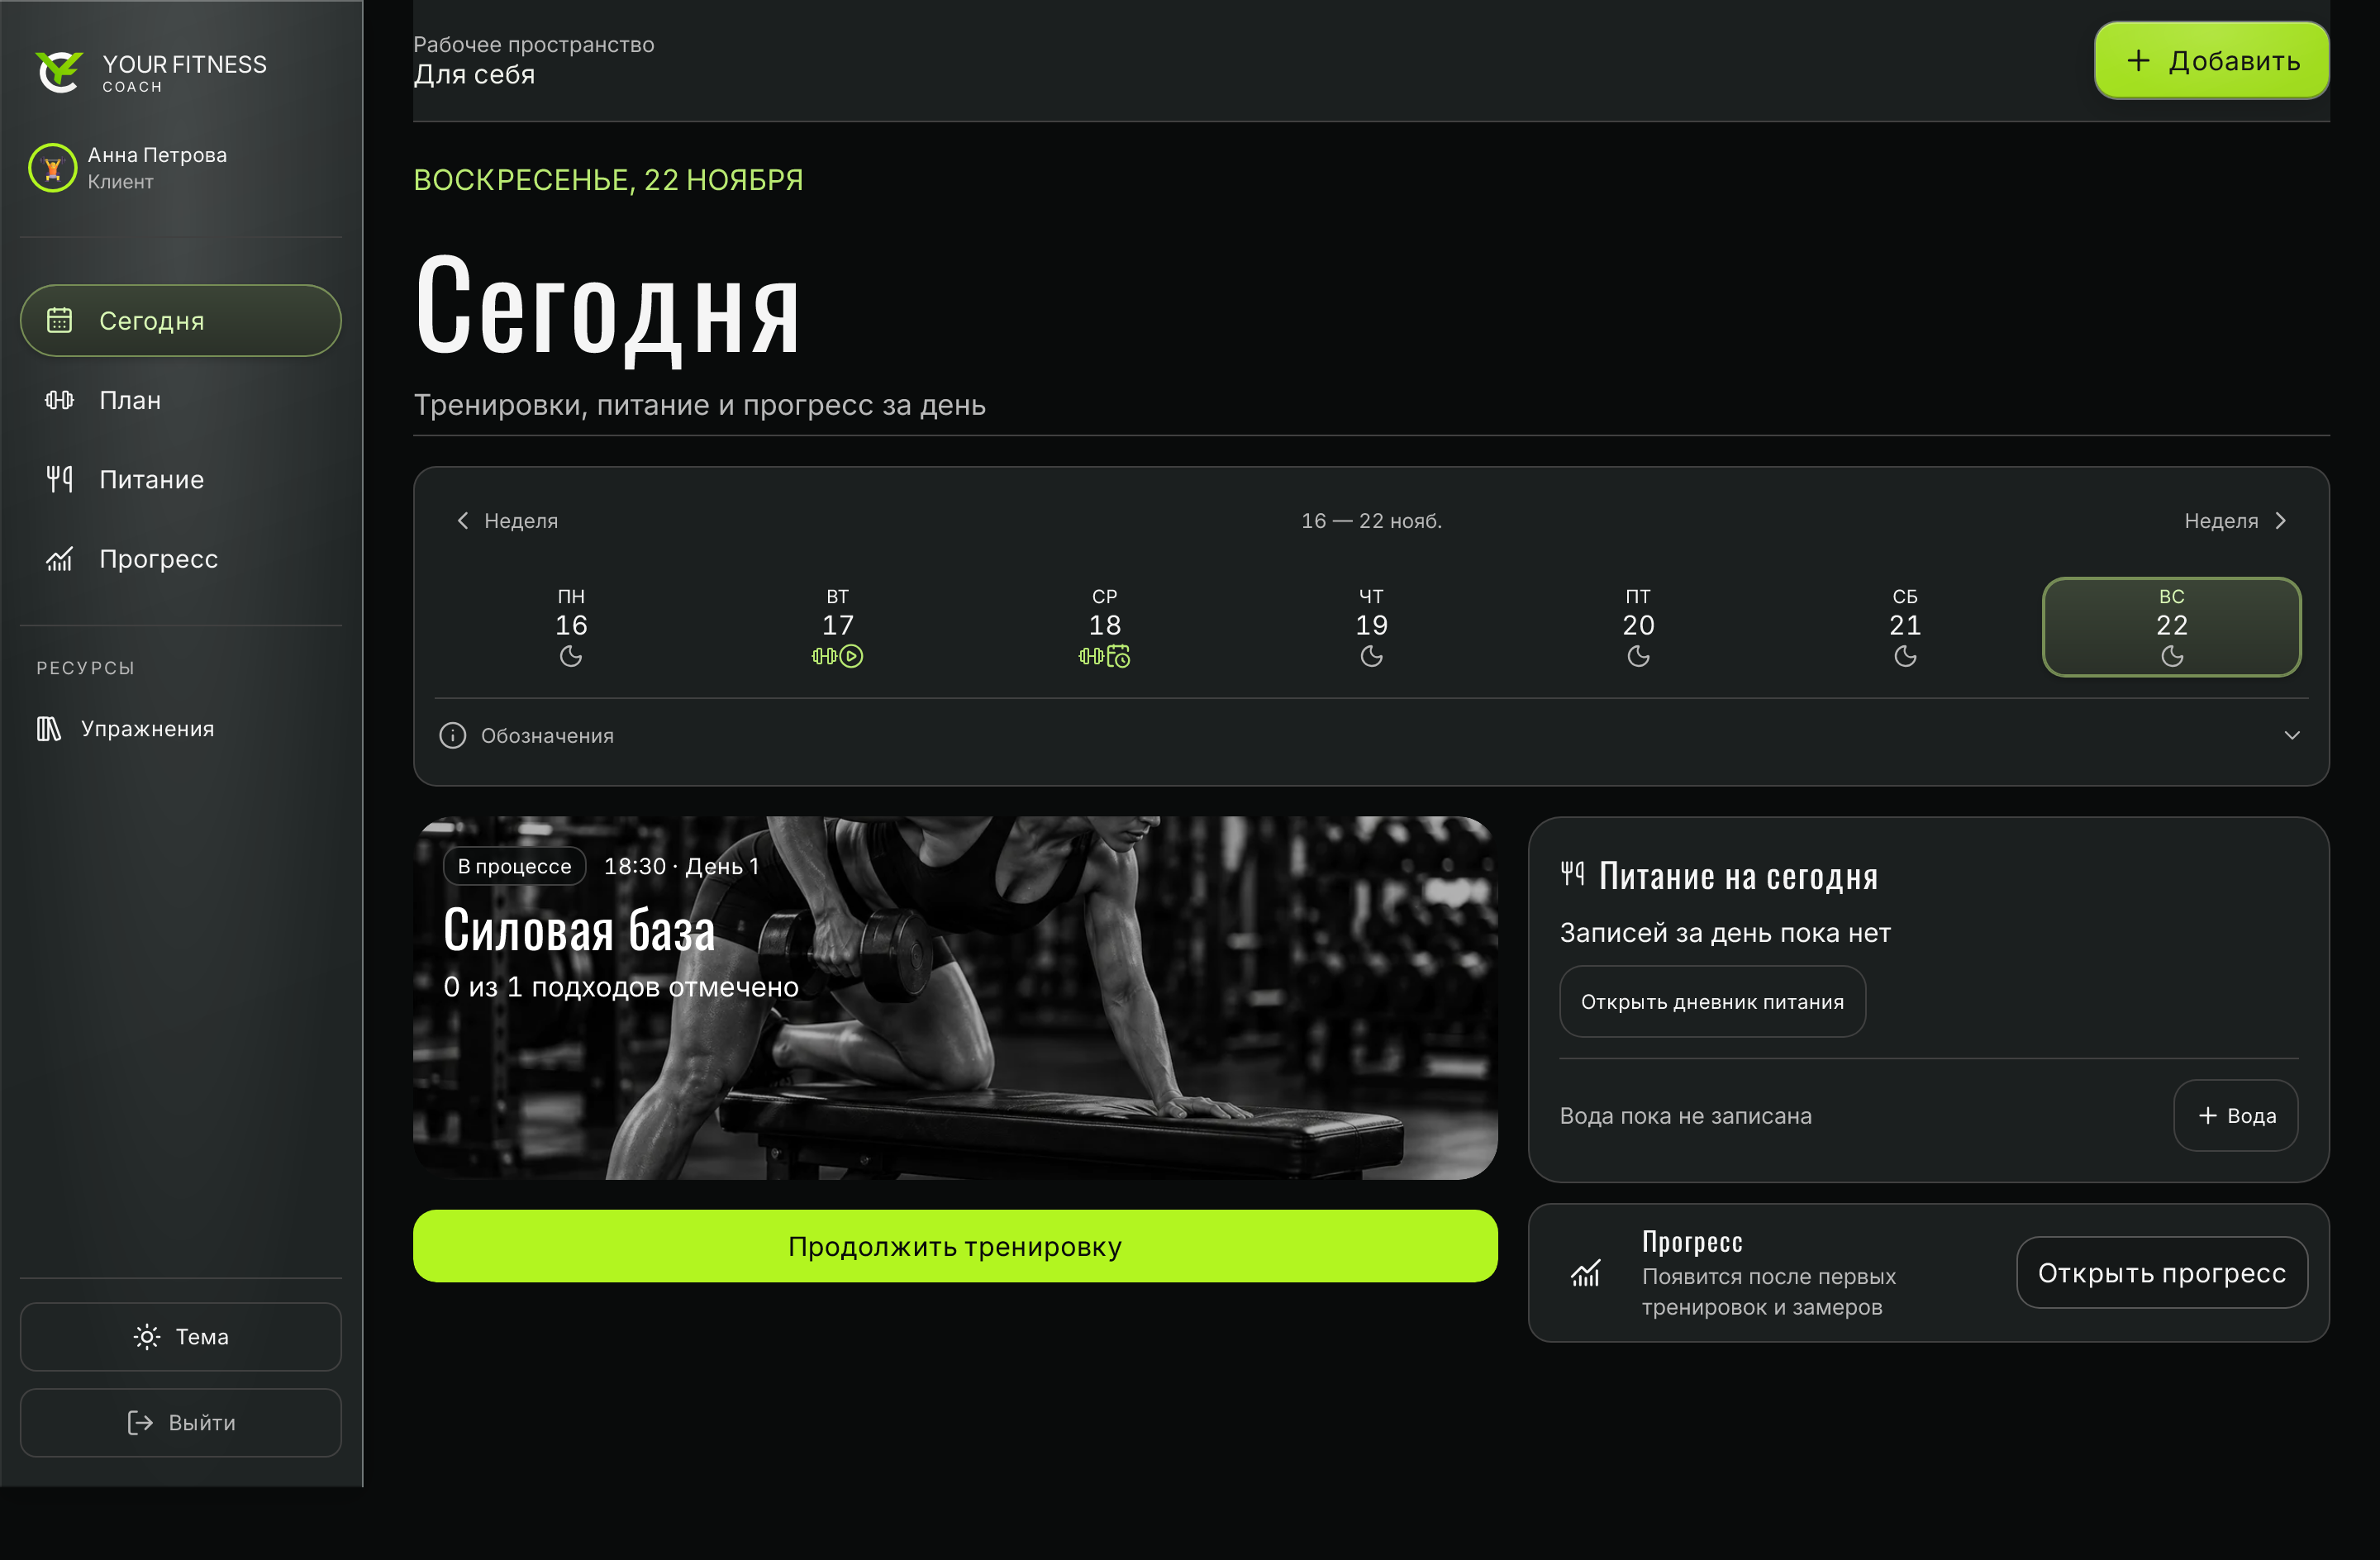 YOUR FITNESS
COACH
Анна Петрова
Клиент
Сегодня
План
Питание
Прогресс
РЕСУРСЫ
Упражнения
Тема
Выйти
Рабочее пространство
Для себя
Добавить
ВОСКРЕСЕНЬЕ, 22 НОЯБРЯ
Сегодня
Тренировки, питание и прогресс за день
Неделя
16 — 22 нояб.
Неделя
ПН
16
ВТ
17
СР
18
ЧТ
19
ПТ
20
СБ
21
ВС
22
Обозначения
В процессе
18:30 · День 1
Силовая база
0 из 1 подходов отмечено
Продолжить тренировку
Питание на сегодня
Записей за день пока нет
Открыть дневник питания
Вода пока не записана
Вода
Прогресс
Появится после первых
тренировок и замеров
Открыть прогресс